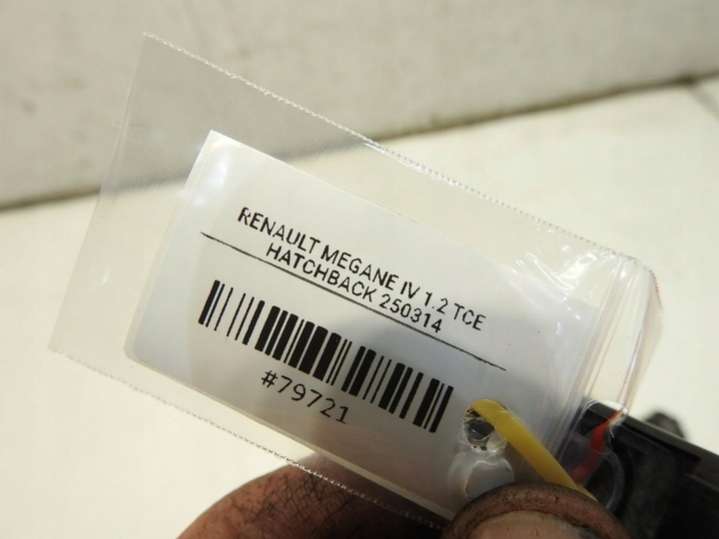 RENAULT MEGANE IV 1.2 TCE
HATCHBACK 250314
#79721